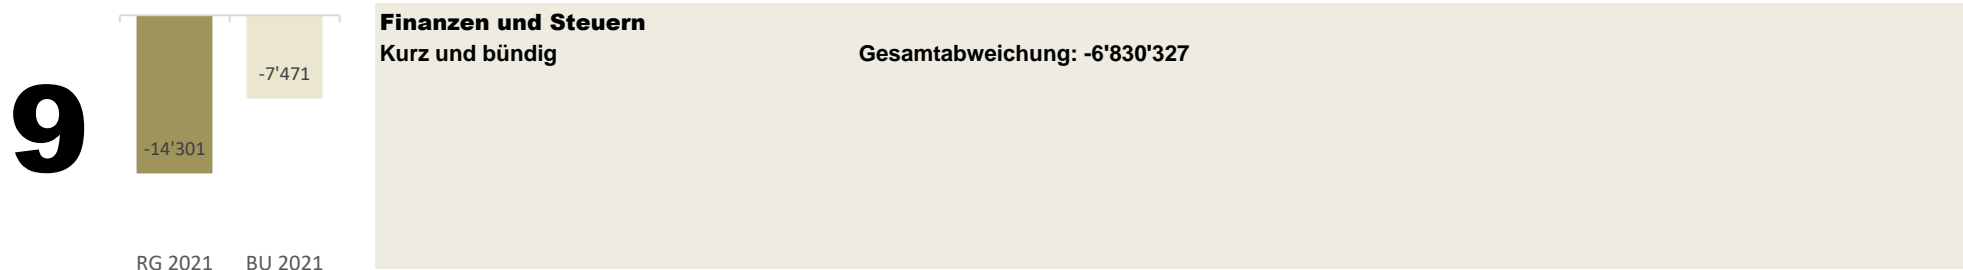 9
-14'301
-7'471
RG 2021 BU 2021
Finanzen und Steuern
Kurz und bündig Gesamtabweichung: -6'830'327